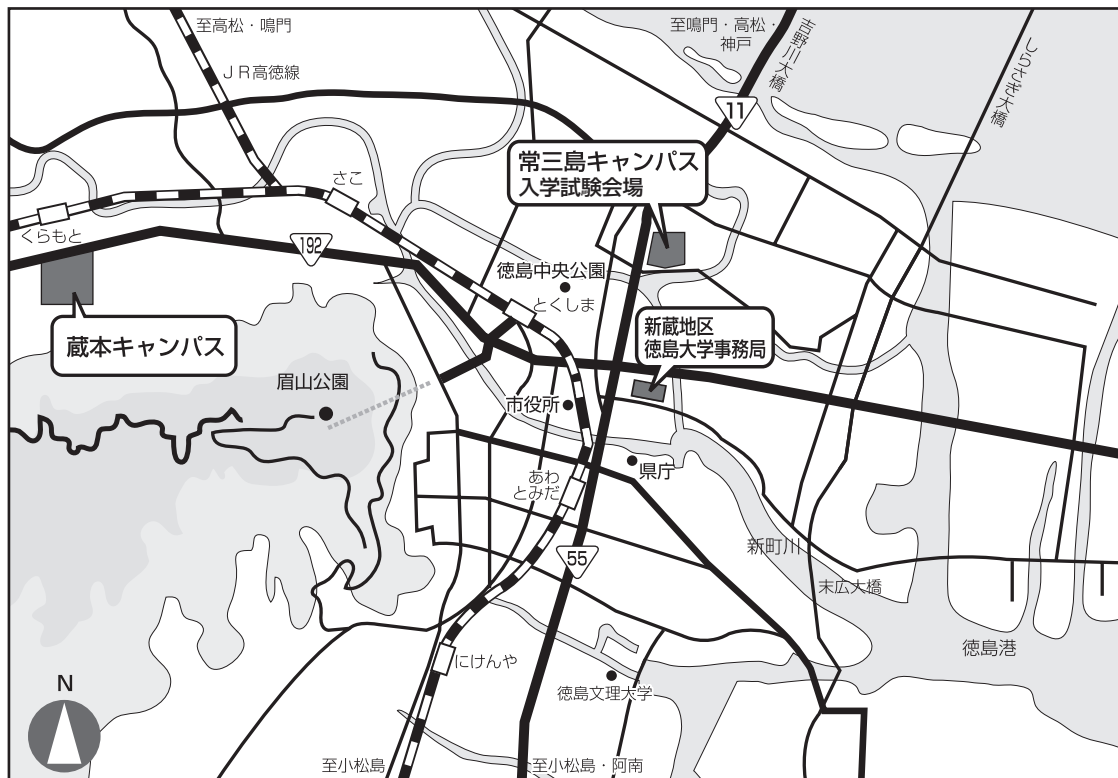 至高松・鳴門
ＪＲ高徳線
至鳴門・高松・
神戸
吉野川大橋
しらさぎ大橋
11
常三島キャンパス
入学試験会場
さこ
くらもと
192
徳島中央公園
とくしま
新蔵地区
徳島大学事務局
蔵本キャンパス
眉山公園
市役所
県庁
あわ
とみだ
新町川
55
末広大橋
徳島港
にけんや
徳島文理大学
N
至小松島
至小松島・阿南